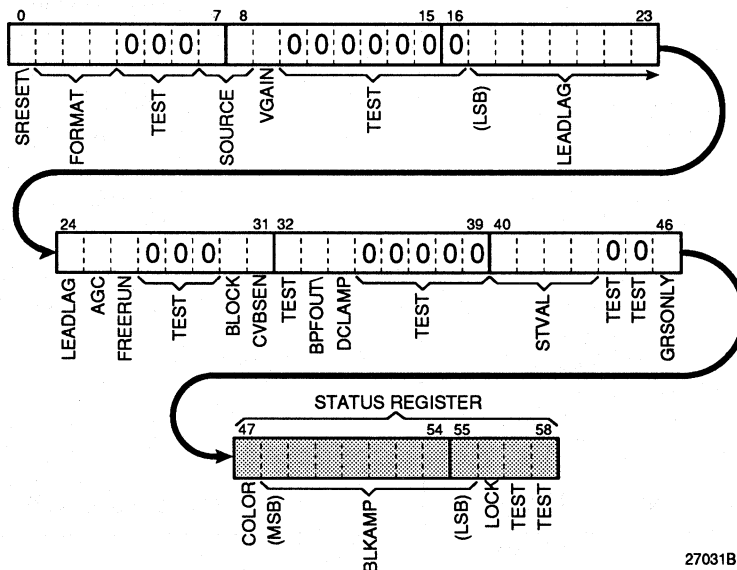 0 7 8 15 16 23
0 0 0 0 0 0 0 0 0 0
SRESET\ FORMAT TEST SOURCE VGAIN TEST (LSB) LEADLAG
24 31 32 39 40 46
0 0 0 0 0 0 0 0 0 0
LEADLAG AGC FREERUN TEST BLOCK CVBSEN TEST BPFOUT\ DCLAMP TEST STVAL TEST TEST GRSONLY
STATUS REGISTER
47 54 55 58
COLOR (MSB) BLKAMP (LSB) LOCK TEST TEST
27031B